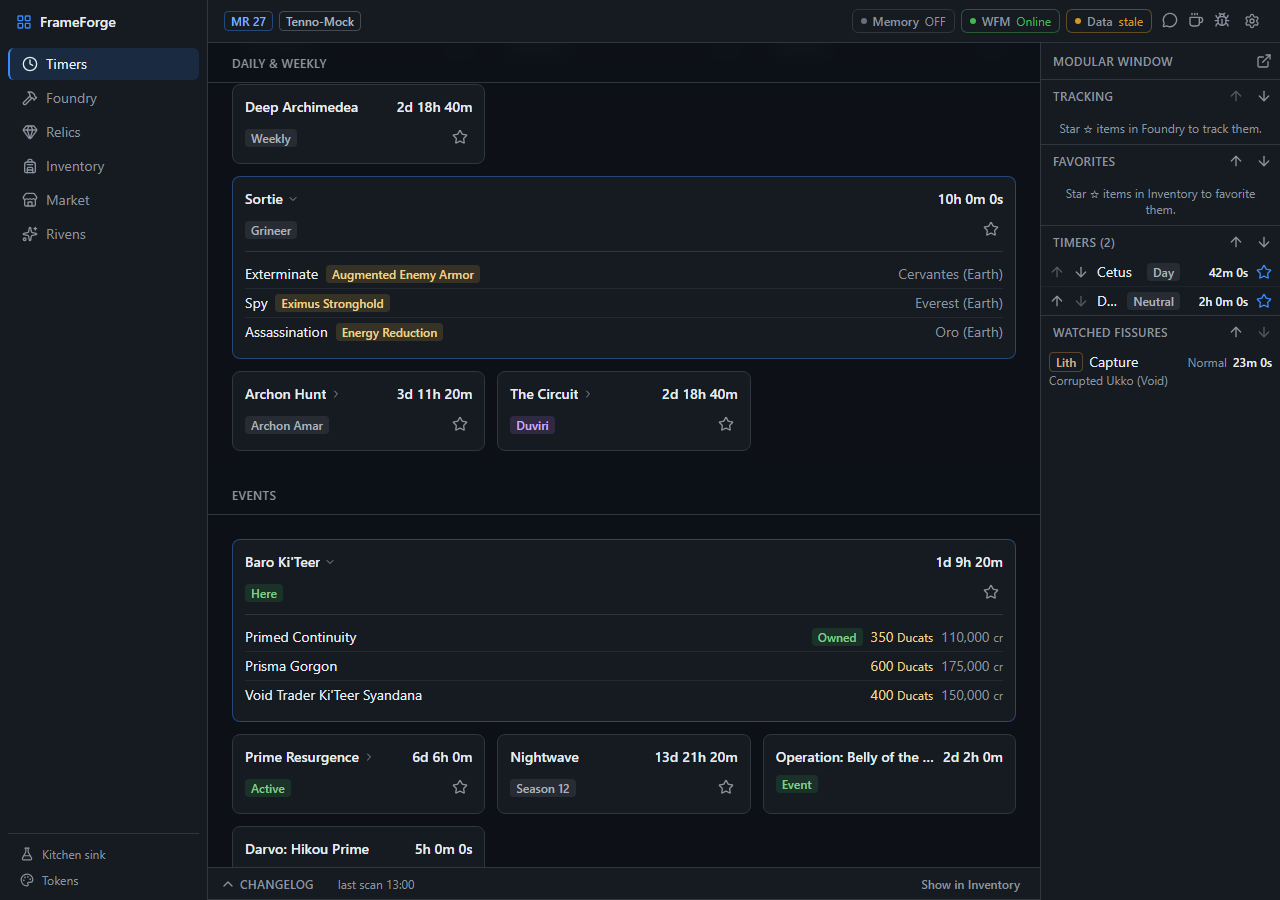 FrameForge
Timers
Foundry
Relics
Inventory
Market
Rivens
Kitchen sink
Tokens
MR 27
Tenno-Mock
Memory OFF
WFM Online
Data stale
DAILY & WEEKLY
Deep Archimedea 2d 18h 40m
Weekly
Sortie 10h 0m 0s
Grineer
Exterminate Augmented Enemy Armor Cervantes (Earth)
Spy Eximus Stronghold Everest (Earth)
Assassination Energy Reduction Oro (Earth)
Archon Hunt 3d 11h 20m
Archon Amar
The Circuit 2d 18h 40m
Duviri
EVENTS
Baro Ki'Teer 1d 9h 20m
Here
Primed Continuity Owned 350 Ducats 110,000 cr
Prisma Gorgon 600 Ducats 175,000 cr
Void Trader Ki'Teer Syandana 400 Ducats 150,000 cr
Prime Resurgence 6d 6h 0m
Active
Nightwave 13d 21h 20m
Season 12
Operation: Belly of the ... 2d 2h 0m
Event
Darvo: Hikou Prime 5h 0m 0s
CHANGELOG last scan 13:00 Show in Inventory
MODULAR WINDOW
TRACKING
Star ☆ items in Foundry to track them.
FAVORITES
Star ☆ items in Inventory to favorite
them.
TIMERS (2)
Cetus Day 42m 0s
D... Neutral 2h 0m 0s
WATCHED FISSURES
Lith Capture Normal 23m 0s
Corrupted Ukko (Void)